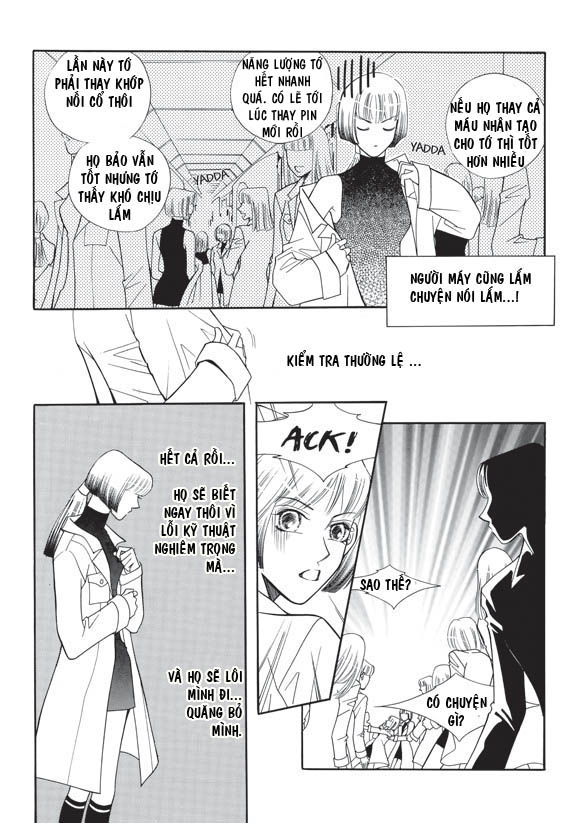 LẦN NÀY TỚ
PHẢI THAY KHỚP
NỐI CỔ THÔI
HỌ BẢO VẪN
TỐT NHƯNG TỚ
THẤY KHÓ CHỊU
LẮM
YADDA
NĂNG LƯỢNG TỚ
HẾT NHANH
QUÁ. CÓ LẼ TỚI
LÚC THAY PIN
MỚI RỒI
YADDA
NẾU HỌ THAY CẢ
MÁU NHÂN TẠO
CHO TỚ THÌ TỐT
HƠN NHIỀU
NGƯỜI MÁY CŨNG LẮM
CHUYỆN NÓI LẮM...!
KIỂM TRA THƯỜNG LỆ ...
HẾT CẢ RỒI...
HỌ SẼ BIẾT
NGAY THÔI VÌ
LỖI KỸ THUẬT
NGHIÊM TRỌNG
MÀ...
VÀ HỌ SẼ LÔI
MÌNH ĐI...
QUĂNG BỎ
MÌNH.
ACK!
SAO THẾ?
CÓ CHUYỆN
GÌ?